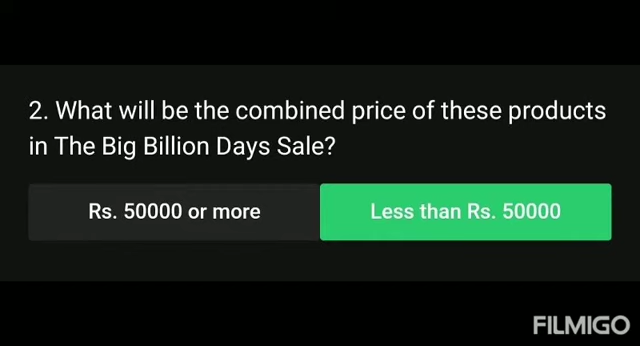 2. What will be the combined price of these products
in The Big Billion Days Sale?
Rs. 50000 or more
Less than Rs. 50000
FILMIGO